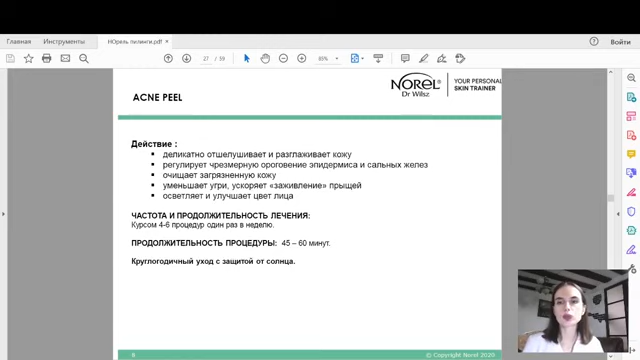 Главная Инструменты НОрель пилинги.pdf × Войти
27 / 59 85%
NOREL®
Dr Wilsz
YOUR PERSONAL
SKIN TRAINER
ACNE PEEL
Действие :
▪ деликатно отшелушивает и разглаживает кожу
▪ регулирует чрезмерную ороговение эпидермиса и сальных желез
▪ очищает загрязненную кожу
▪ уменьшает угри, ускоряет «заживление» прыщей
▪ осветляет и улучшает цвет лица
ЧАСТОТА И ПРОДОЛЖИТЕЛЬНОСТЬ ЛЕЧЕНИЯ:
Курсом 4-6 процедур один раз в неделю.
ПРОДОЛЖИТЕЛЬНОСТЬ ПРОЦЕДУРЫ: 45 – 60 минут.
Круглогодичный уход с защитой от солнца.
© Copyright Norel 2020